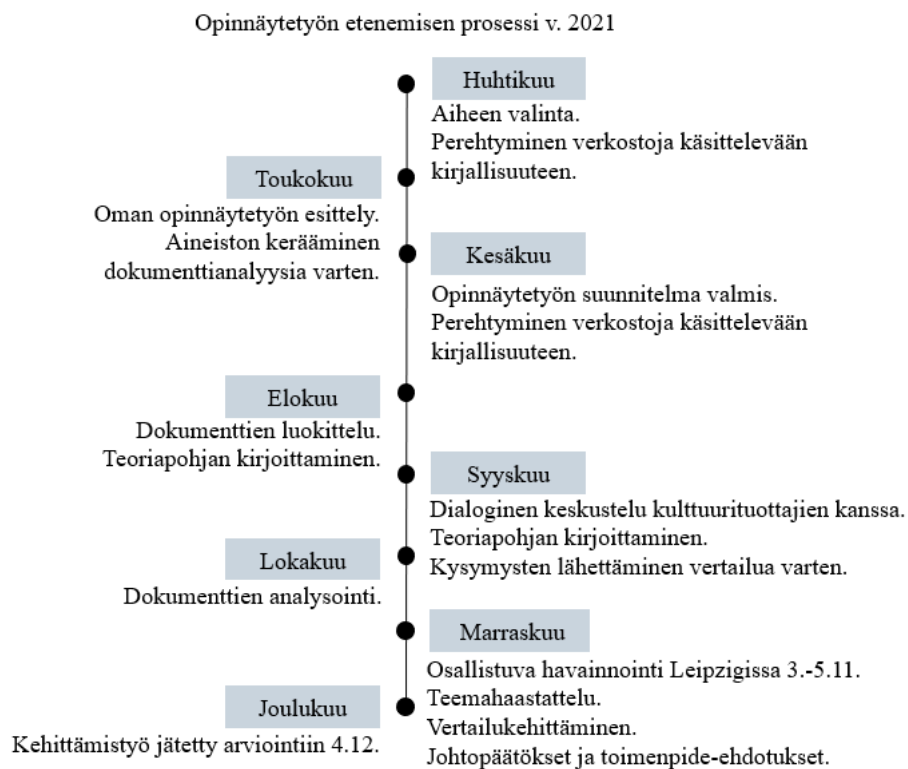 Opinnäytetyön etenemisen prosessi v. 2021
Huhtikuu
Aiheen valinta.
Perehtyminen verkostoja käsittelevään
kirjallisuuteen.
Toukokuu
Oman opinnäytetyön esittely.
Aineiston kerääminen
dokumenttianalyysia varten.
Kesäkuu
Opinnäytetyön suunnitelma valmis.
Perehtyminen verkostoja käsittelevään
kirjallisuuteen.
Elokuu
Dokumenttien luokittelu.
Teoriapohjan kirjoittaminen.
Syyskuu
Dialoginen keskustelu kulttuurituottajien kanssa.
Teoriapohjan kirjoittaminen.
Kysymysten lähettäminen vertailua varten.
Lokakuu
Dokumenttien analysointi.
Marraskuu
Osallistuva havainnointi Leipzigissa 3.-5.11.
Teemahaastattelu.
Vertailukehittäminen.
Johtopäätökset ja toimenpide-ehdotukset.
Joulukuu
Kehittämistyö jätetty arviointiin 4.12.